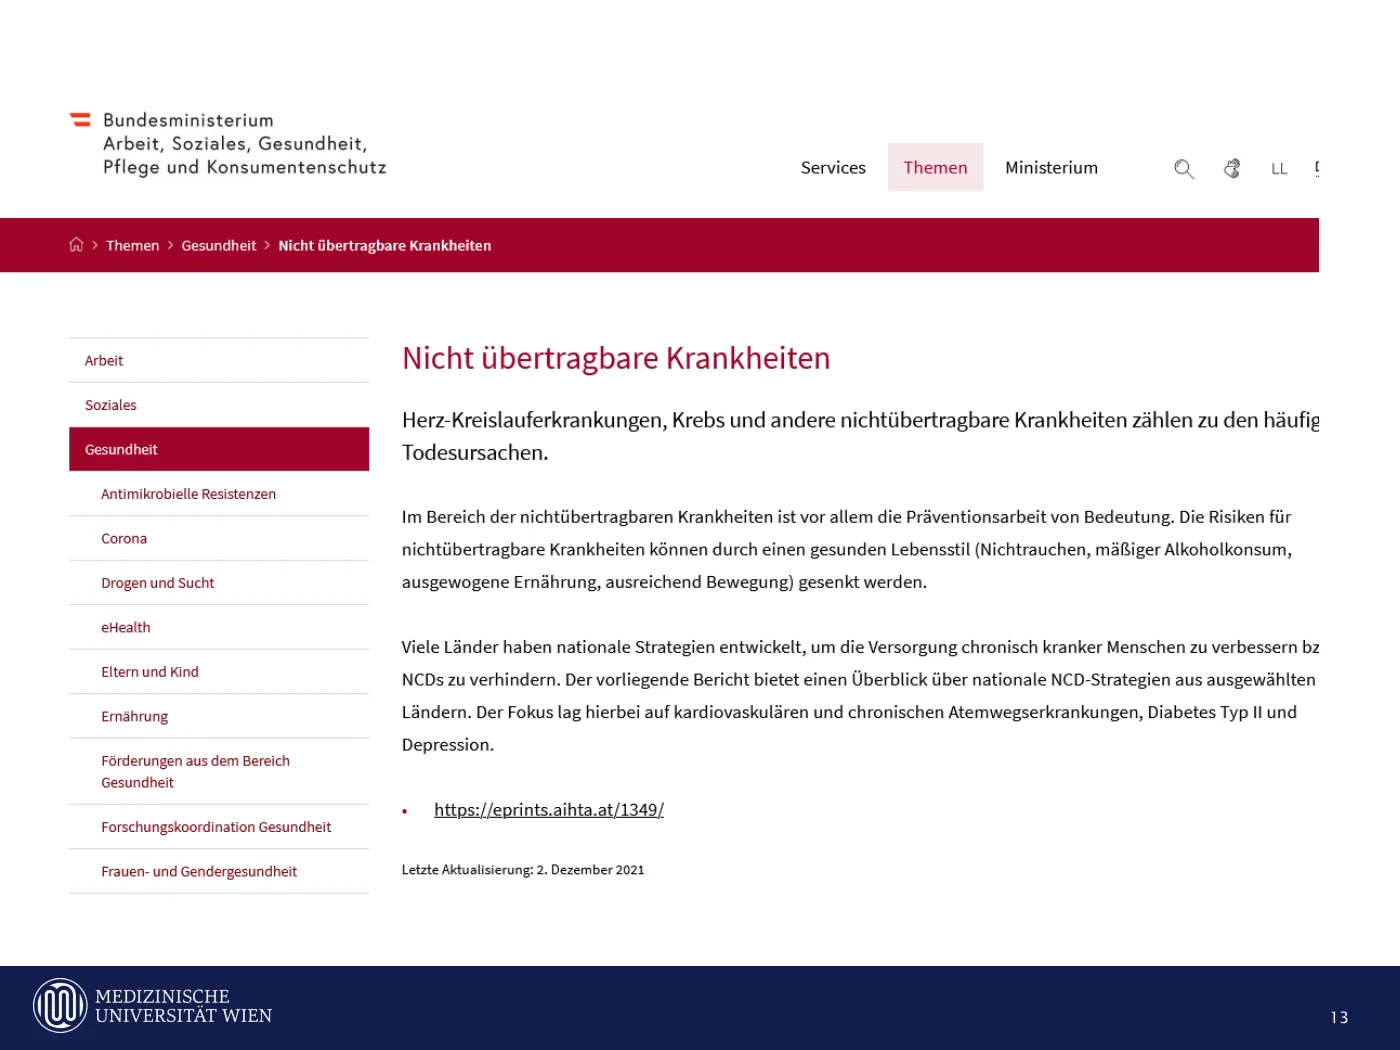 Bundesministerium
Arbeit, Soziales, Gesundheit,
Pflege und Konsumentenschutz
Services Themen Ministerium LL
Themen > Gesundheit > Nicht übertragbare Krankheiten
Arbeit
Soziales
Gesundheit
Antimikrobielle Resistenzen
Corona
Drogen und Sucht
eHealth
Eltern und Kind
Ernährung
Förderungen aus dem Bereich
Gesundheit
Forschungskoordination Gesundheit
Frauen- und Gendergesundheit
Nicht übertragbare Krankheiten
Herz-Kreislauferkrankungen, Krebs und andere nichtübertragbare Krankheiten zählen zu den häufig
Todesursachen.
Im Bereich der nichtübertragbaren Krankheiten ist vor allem die Präventionsarbeit von Bedeutung. Die Risiken für
nichtübertragbare Krankheiten können durch einen gesunden Lebensstil (Nichtrauchen, mäßiger Alkoholkonsum,
ausgewogene Ernährung, ausreichend Bewegung) gesenkt werden.
Viele Länder haben nationale Strategien entwickelt, um die Versorgung chronisch kranker Menschen zu verbessern bz
NCDs zu verhindern. Der vorliegende Bericht bietet einen Überblick über nationale NCD-Strategien aus ausgewählten
Ländern. Der Fokus lag hierbei auf kardiovaskulären und chronischen Atemwegserkrankungen, Diabetes Typ II und
Depression.
• https://eprints.aihta.at/1349/
Letzte Aktualisierung: 2. Dezember 2021
MEDIZINISCHE
UNIVERSITÄT WIEN
13